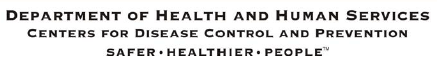 DEPARTMENT OF HEALTH AND HUMAN SERVICES
CENTERS FOR DISEASE CONTROL AND PREVENTION
SAFER•HEALTHIER•PEOPLE™